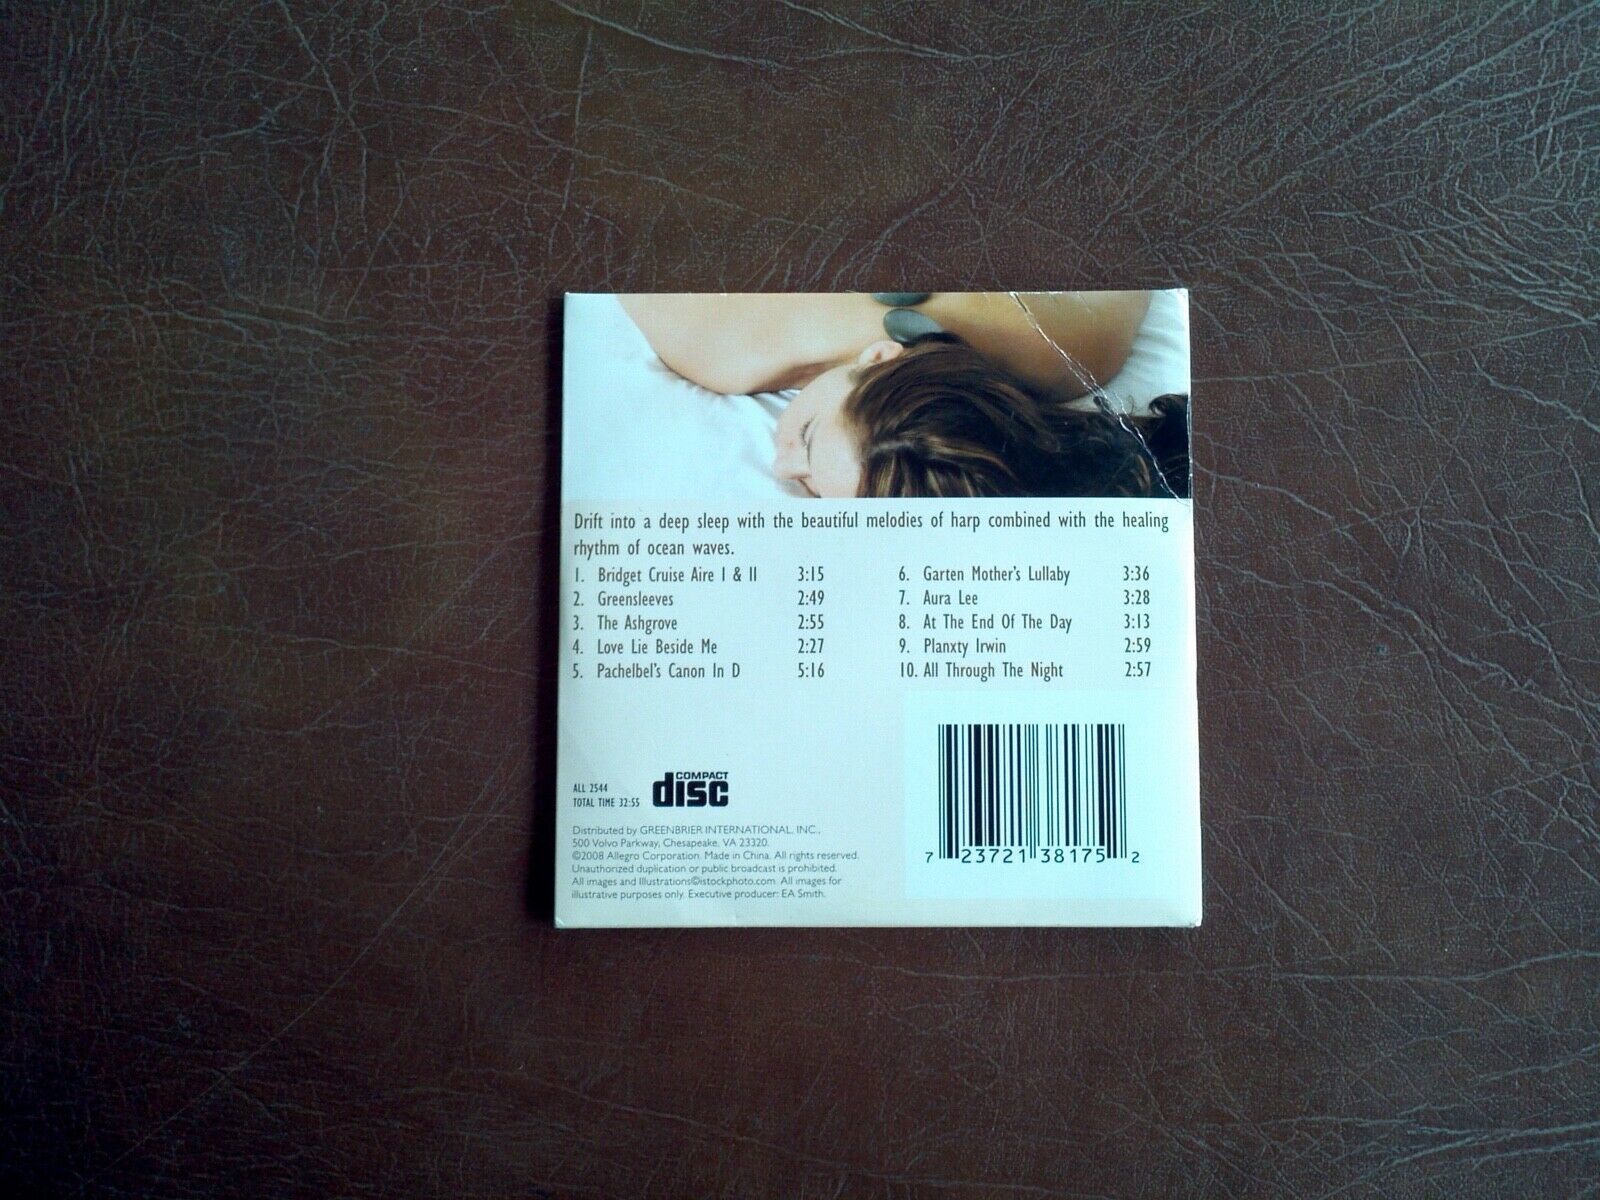 Drift into a deep sleep with the beautiful melodies of harp combined with the healing
rhythm of ocean waves.
1. Bridget Cruise Aire I & II 3:15
2. Greensleeves 2:49
3. The Ashgrove 2:55
4. Love Lie Beside Me 2:27
5. Pachelbel's Canon In D 5:16
6. Garten Mother's Lullaby 3:36
7. Aura Lee 3:28
8. At The End Of The Day 3:13
9. Planxty Irwin 2:59
10. All Through The Night 2:57
ALL 2544
TOTAL TIME 32:55
COMPACT
disc
Distributed by GREENBRIER INTERNATIONAL, INC.,
500 Volvo Parkway, Chesapeake, VA 23320.
©2008 Allegro Corporation. Made in China. All rights reserved.
Unauthorized duplication or public broadcast is prohibited.
All images and Illustrations©istockphoto.com. All images for
illustrative purposes only. Executive producer: EA Smith.
7 23721 38175 2